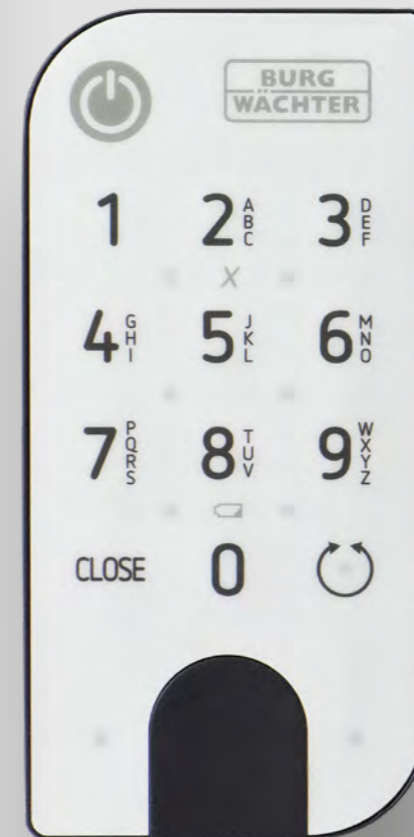 BURG
WÄCHTER
1
2 ABC
3 DEF
X
4 GHI
5 JKL
6 MNO
7 PQRS
8 TUV
9 WXYZ
CLOSE
0